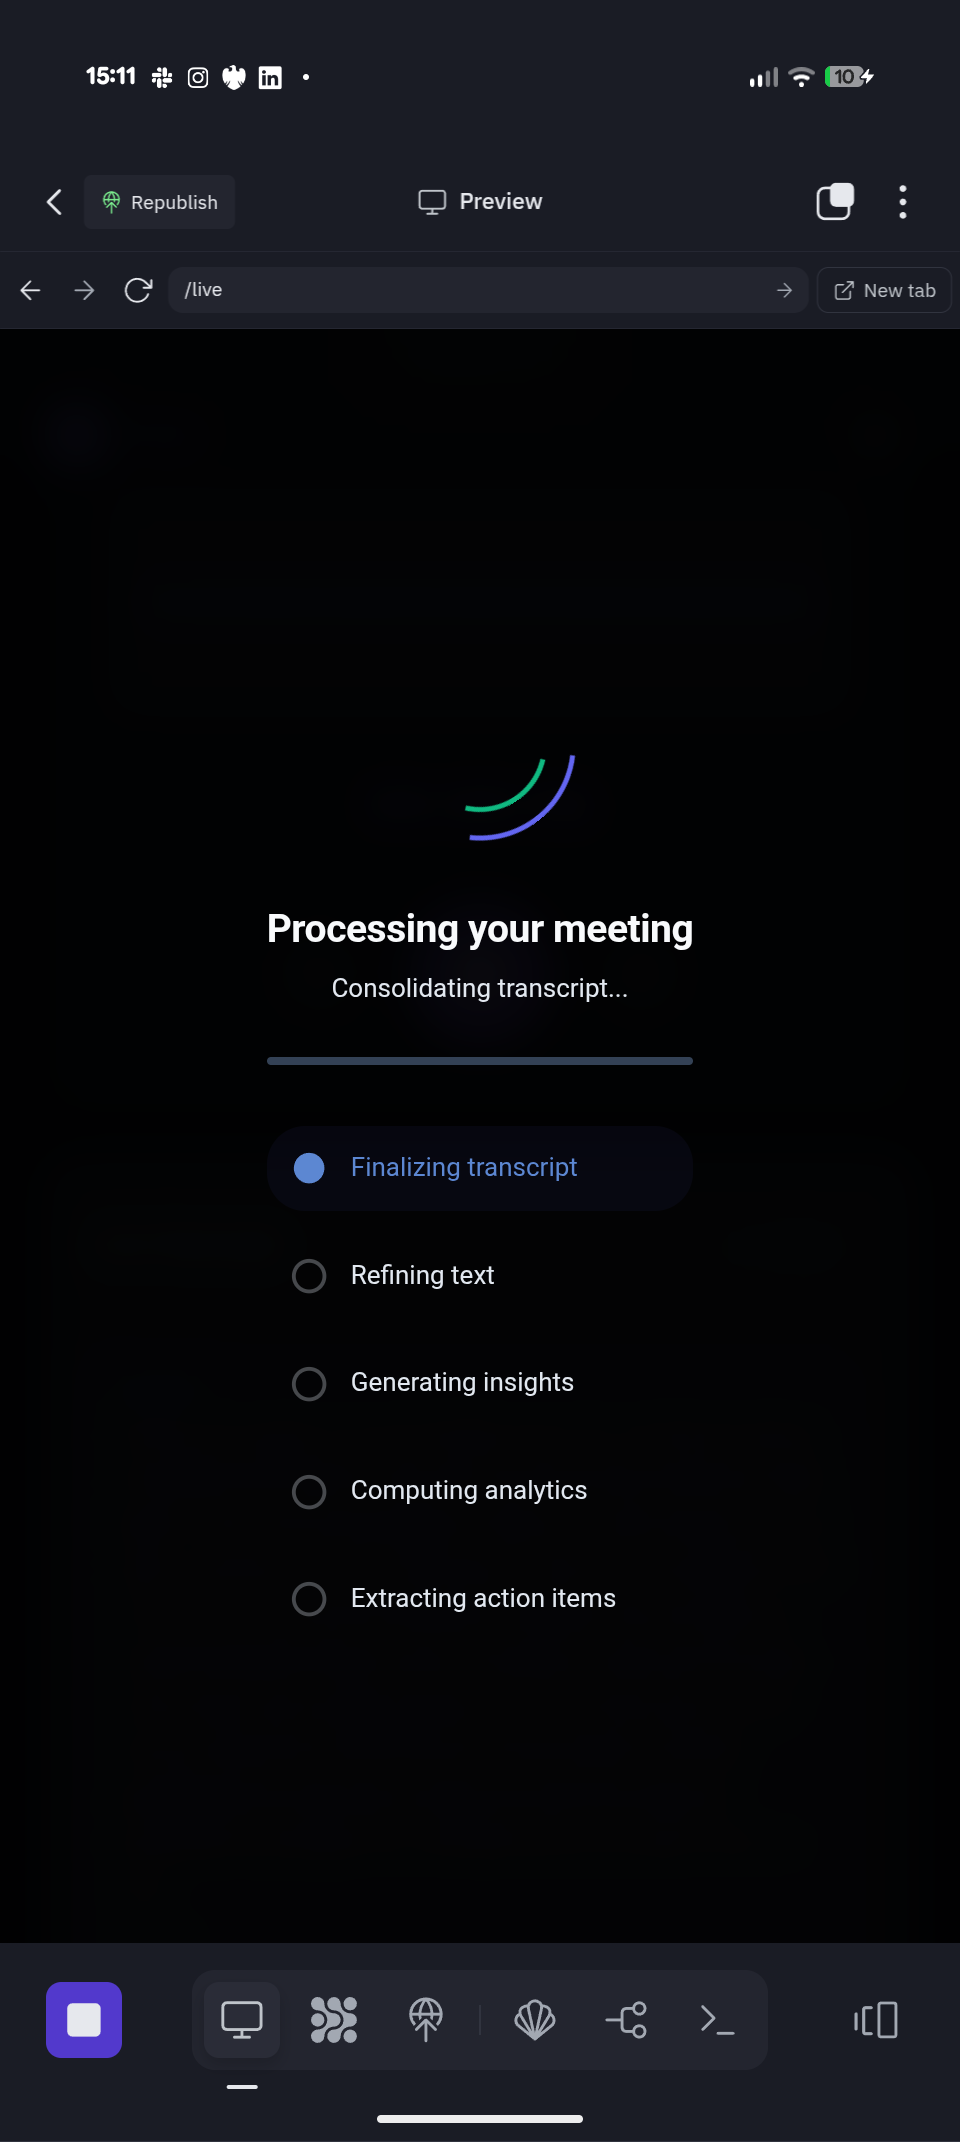 15:11
10
Republish
Preview
/live
New tab
Processing your meeting
Consolidating transcript...
Finalizing transcript
Refining text
Generating insights
Computing analytics
Extracting action items